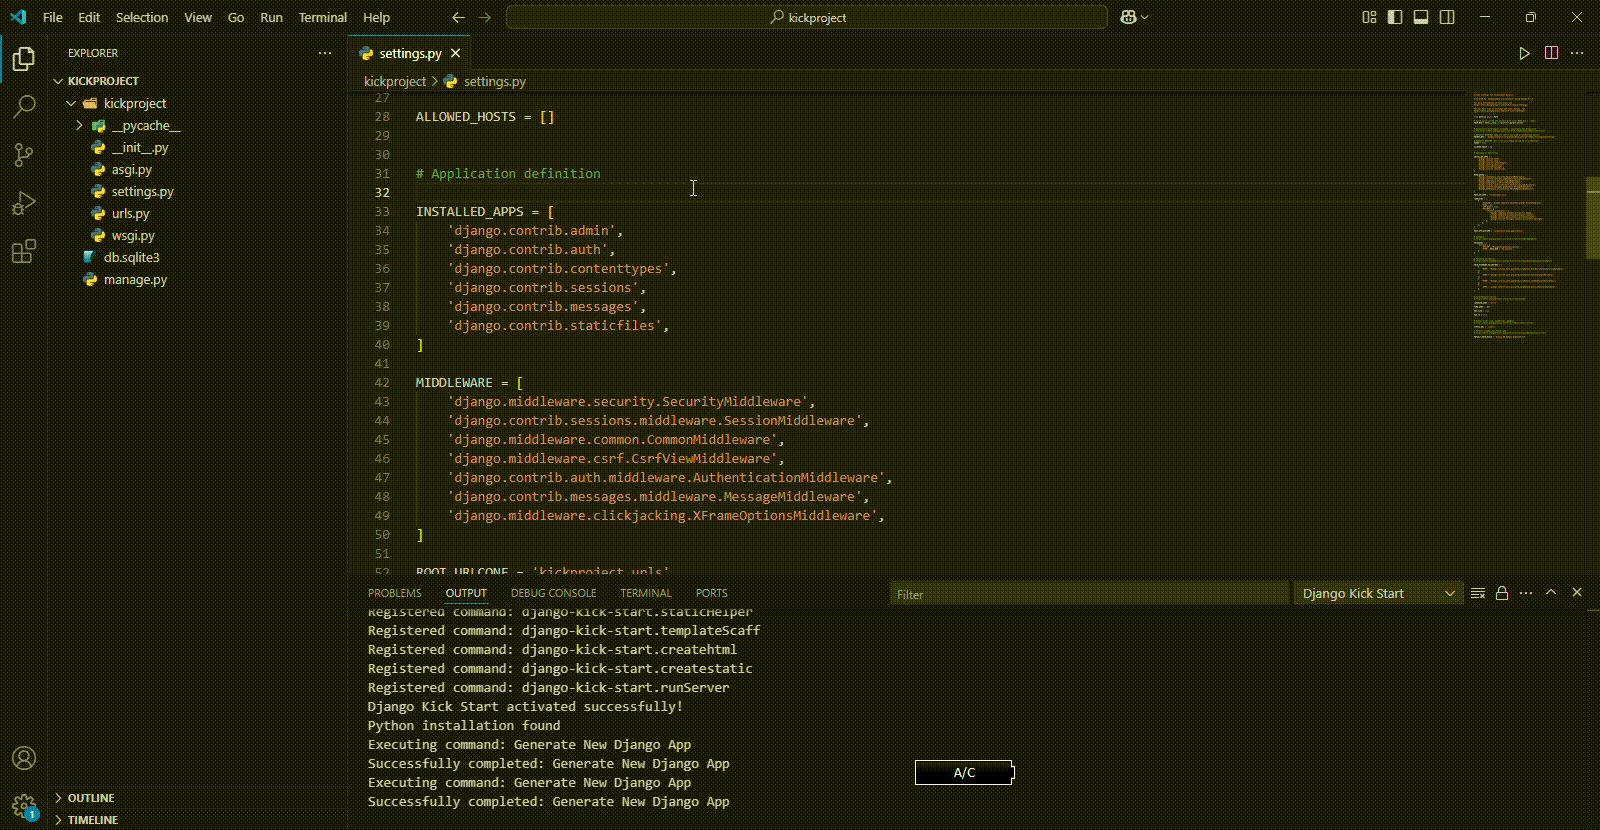 File Edit Selection View Go Run Terminal Help
kickproject
EXPLORER
KICKPROJECT
kickproject
__pycache__
__init__.py
asgi.py
settings.py
urls.py
wsgi.py
db.sqlite3
manage.py
OUTLINE
TIMELINE
1
settings.py
kickproject > settings.py
27
28 ALLOWED_HOSTS = []
29
30
31 # Application definition
32
33 INSTALLED_APPS = [
34 'django.contrib.admin',
35 'django.contrib.auth',
36 'django.contrib.contenttypes',
37 'django.contrib.sessions',
38 'django.contrib.messages',
39 'django.contrib.staticfiles',
40 ]
41
42 MIDDLEWARE = [
43 'django.middleware.security.SecurityMiddleware',
44 'django.contrib.sessions.middleware.SessionMiddleware',
45 'django.middleware.common.CommonMiddleware',
46 'django.middleware.csrf.CsrfViewMiddleware',
47 'django.contrib.auth.middleware.AuthenticationMiddleware',
48 'django.contrib.messages.middleware.MessageMiddleware',
49 'django.middleware.clickjacking.XFrameOptionsMiddleware',
50 ]
51
52 ROOT_URLCONF = 'kickproject.urls'
PROBLEMS OUTPUT DEBUG CONSOLE TERMINAL PORTS
Filter
Django Kick Start
Registered command: django-kick-start.staticHelper
Registered command: django-kick-start.templateScaff
Registered command: django-kick-start.createhtml
Registered command: django-kick-start.createstatic
Registered command: django-kick-start.runServer
Django Kick Start activated successfully!
Python installation found
Executing command: Generate New Django App
Successfully completed: Generate New Django App
Executing command: Generate New Django App
Successfully completed: Generate New Django App
A/C